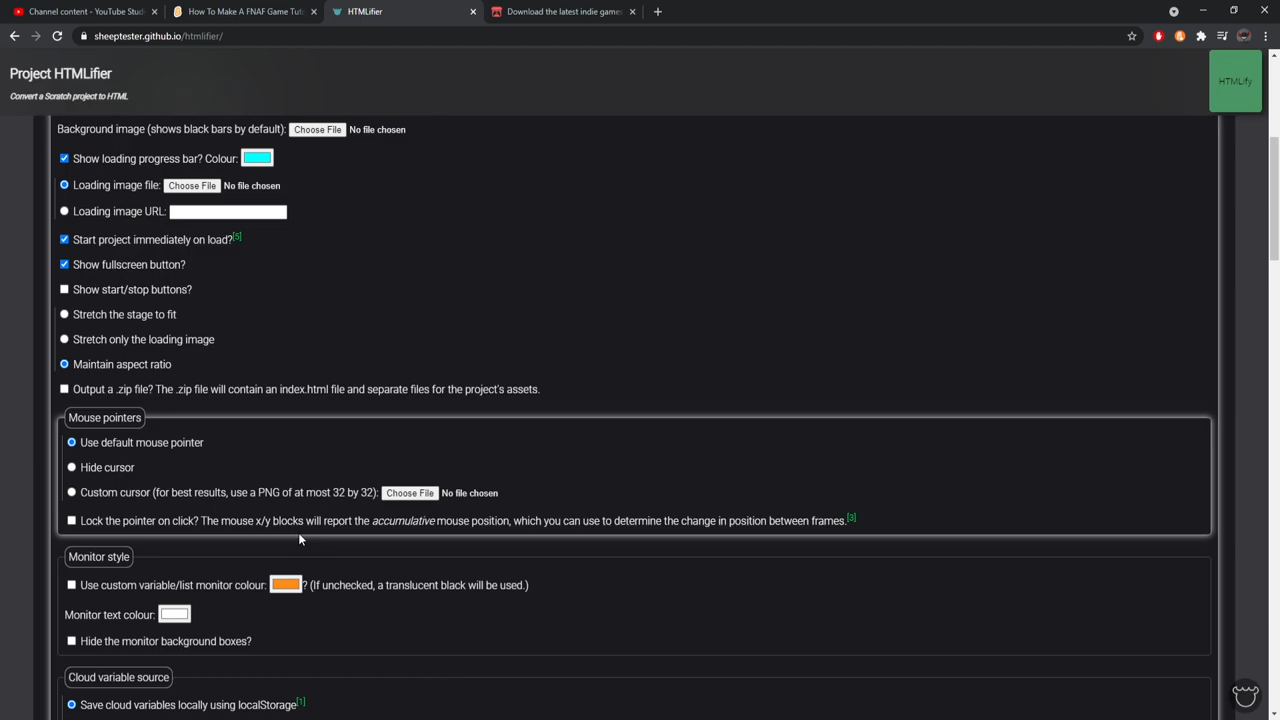 Channel content - YouTube Studio
How To Make A FNAF Game Tuto
HTMLifier
Download the latest indie games
sheeptester.github.io/htmlifier/
Project HTMLifier
Convert a Scratch project to HTML
HTMLify
Background image (shows black bars by default): Choose File No file chosen
Show loading progress bar? Colour:
Loading image file: Choose File No file chosen
Loading image URL:
Start project immediately on load?[5]
Show fullscreen button?
Show start/stop buttons?
Stretch the stage to fit
Stretch only the loading image
Maintain aspect ratio
Output a .zip file? The .zip file will contain an index.html file and separate files for the project's assets.
Mouse pointers
Use default mouse pointer
Hide cursor
Custom cursor (for best results, use a PNG of at most 32 by 32): Choose File No file chosen
Lock the pointer on click? The mouse x/y blocks will report the accumulative mouse position, which you can use to determine the change in position between frames.[3]
Monitor style
Use custom variable/list monitor colour: ? (If unchecked, a translucent black will be used.)
Monitor text colour:
Hide the monitor background boxes?
Cloud variable source
Save cloud variables locally using localStorage[1]